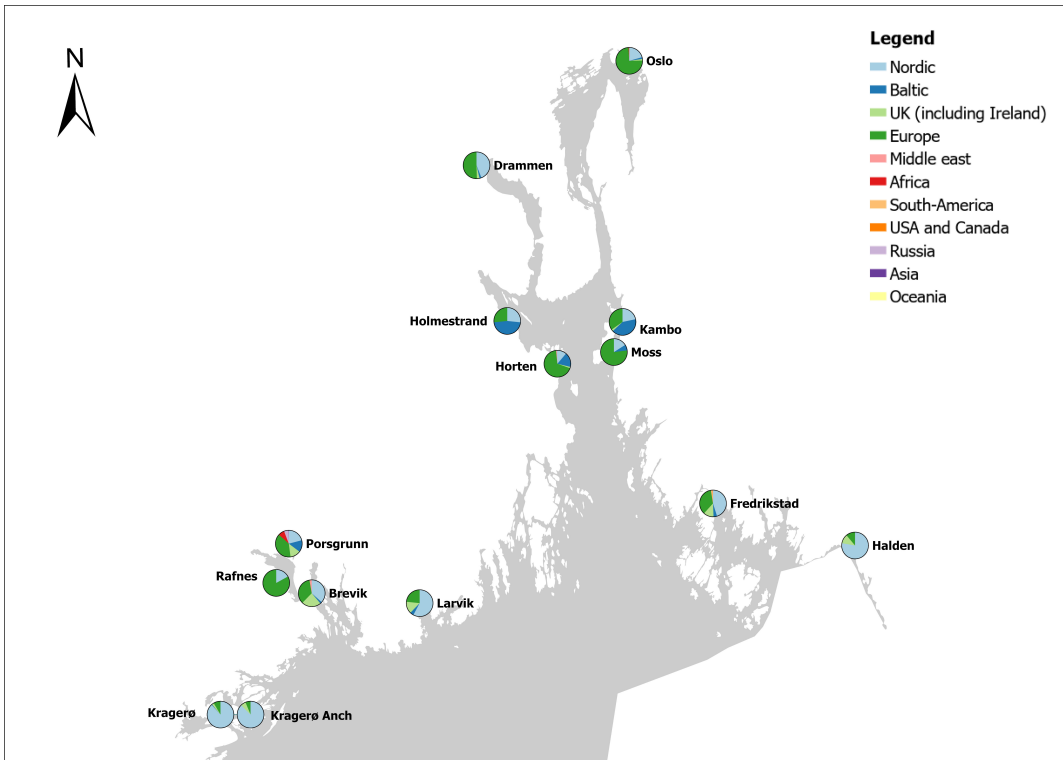 N
Oslo
Legend
Nordic
Baltic
UK (including Ireland)
Europe
Middle east
Africa
South-America
USA and Canada
Russia
Asia
Oceania
Drammen
Holmestrand
Kambo
Moss
Horten
Fredrikstad
Halden
Porsgrunn
Rafnes
Brevik
Larvik
Kragerø
Kragerø Anch